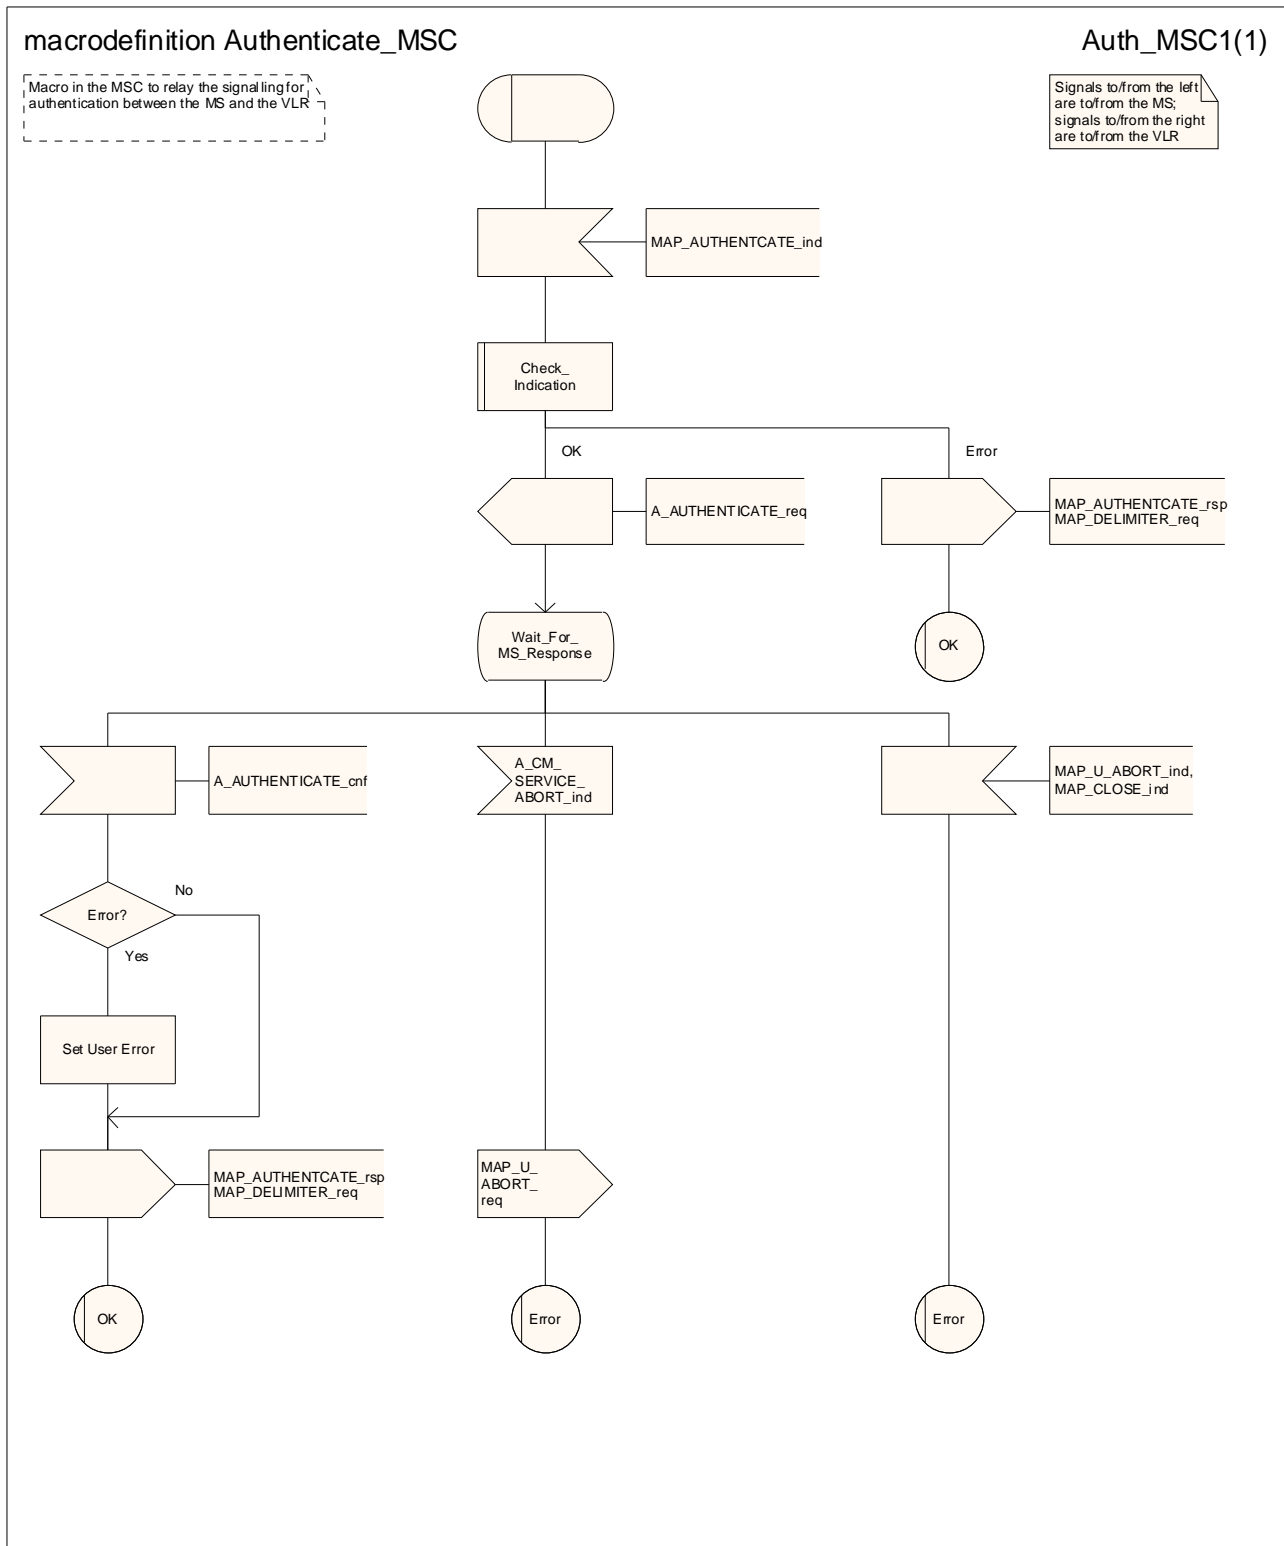 macrodefinition Authenticate_MSC
Auth_MSC1(1)
Macro in the MSC to relay the signalling for
authentication between the MS and the VLR
Signals to/from the left
are to/from the MS;
signals to/from the right
are to/from the VLR
MAP_AUTHENTCATE_ind
Check_
Indication
OK
Error
A_AUTHENTICATE_req
MAP_AUTHENTCATE_rsp
MAP_DELIMITER_req
Wait_For_
MS_Response
OK
A_AUTHENTICATE_cnf
A_CM_
SERVICE_
ABORT_ind
MAP_U_ABORT_ind,
MAP_CLOSE_ind
No
Error?
Yes
Set User Error
MAP_AUTHENTCATE_rsp
MAP_DELIMITER_req
MAP_U_
ABORT_
req
OK
Error
Error